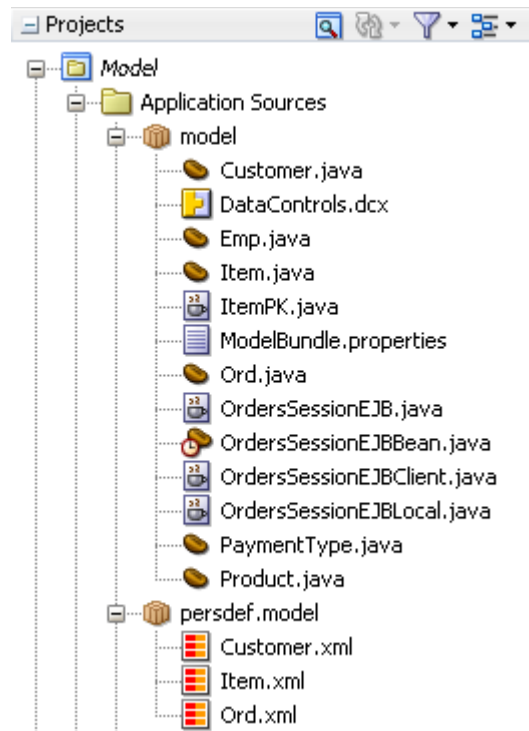 Projects
Model
Application Sources
model
Customer.java
DataControls.dcx
Emp.java
Item.java
ItemPK.java
ModelBundle.properties
Ord.java
OrdersSessionEJB.java
OrdersSessionEJBBean.java
OrdersSessionEJBClient.java
OrdersSessionEJBLocal.java
PaymentType.java
Product.java
persdef.model
Customer.xml
Item.xml
Ord.xml